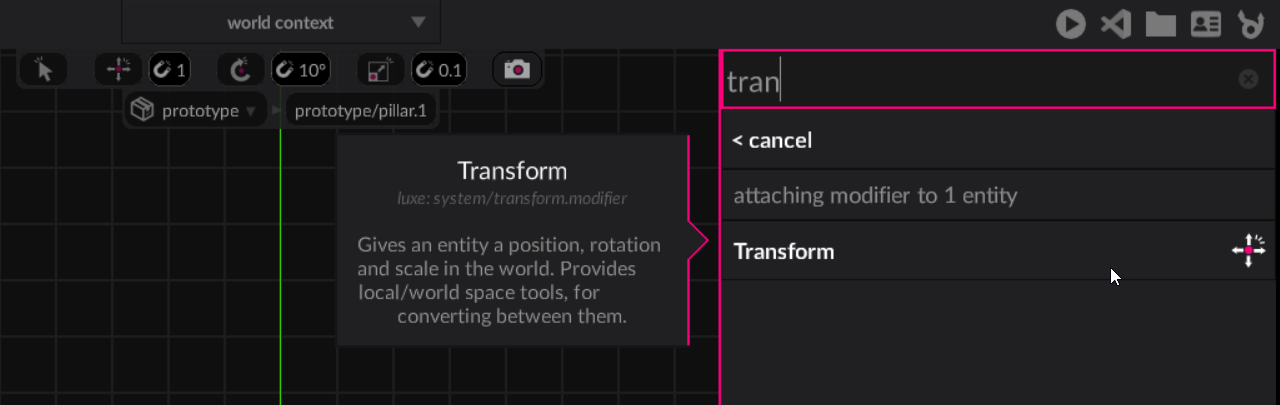 world context
1
10°
0.1
prototype
prototype/pillar.1
tran
< cancel
attaching modifier to 1 entity
Transform
Transform
luxe: system/transform.modifier
Gives an entity a position, rotation
and scale in the world. Provides
local/world space tools, for
converting between them.